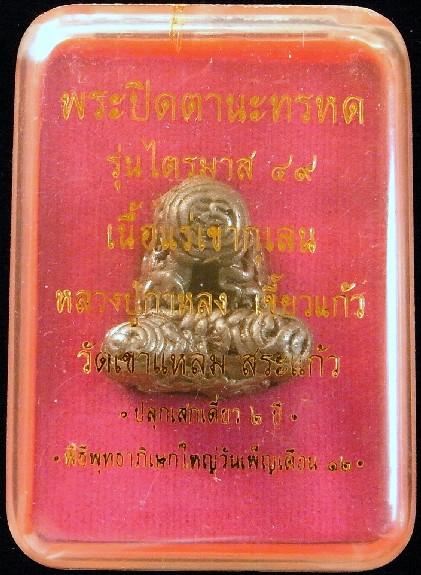 พระปิดตานะทรหด
รุ่นไตรมาส ๔๙
เนื้อแร่เขากุเลน
หลวงปู่กาหลง เขี้ยวแก้ว
วัดเขาแหลม สระแก้ว
• ปลุกเสกเดี่ยว ๒ ปี •
• พิธีพุทธาภิเษกใหญ่วันเพ็ญเดือน ๑๒ •